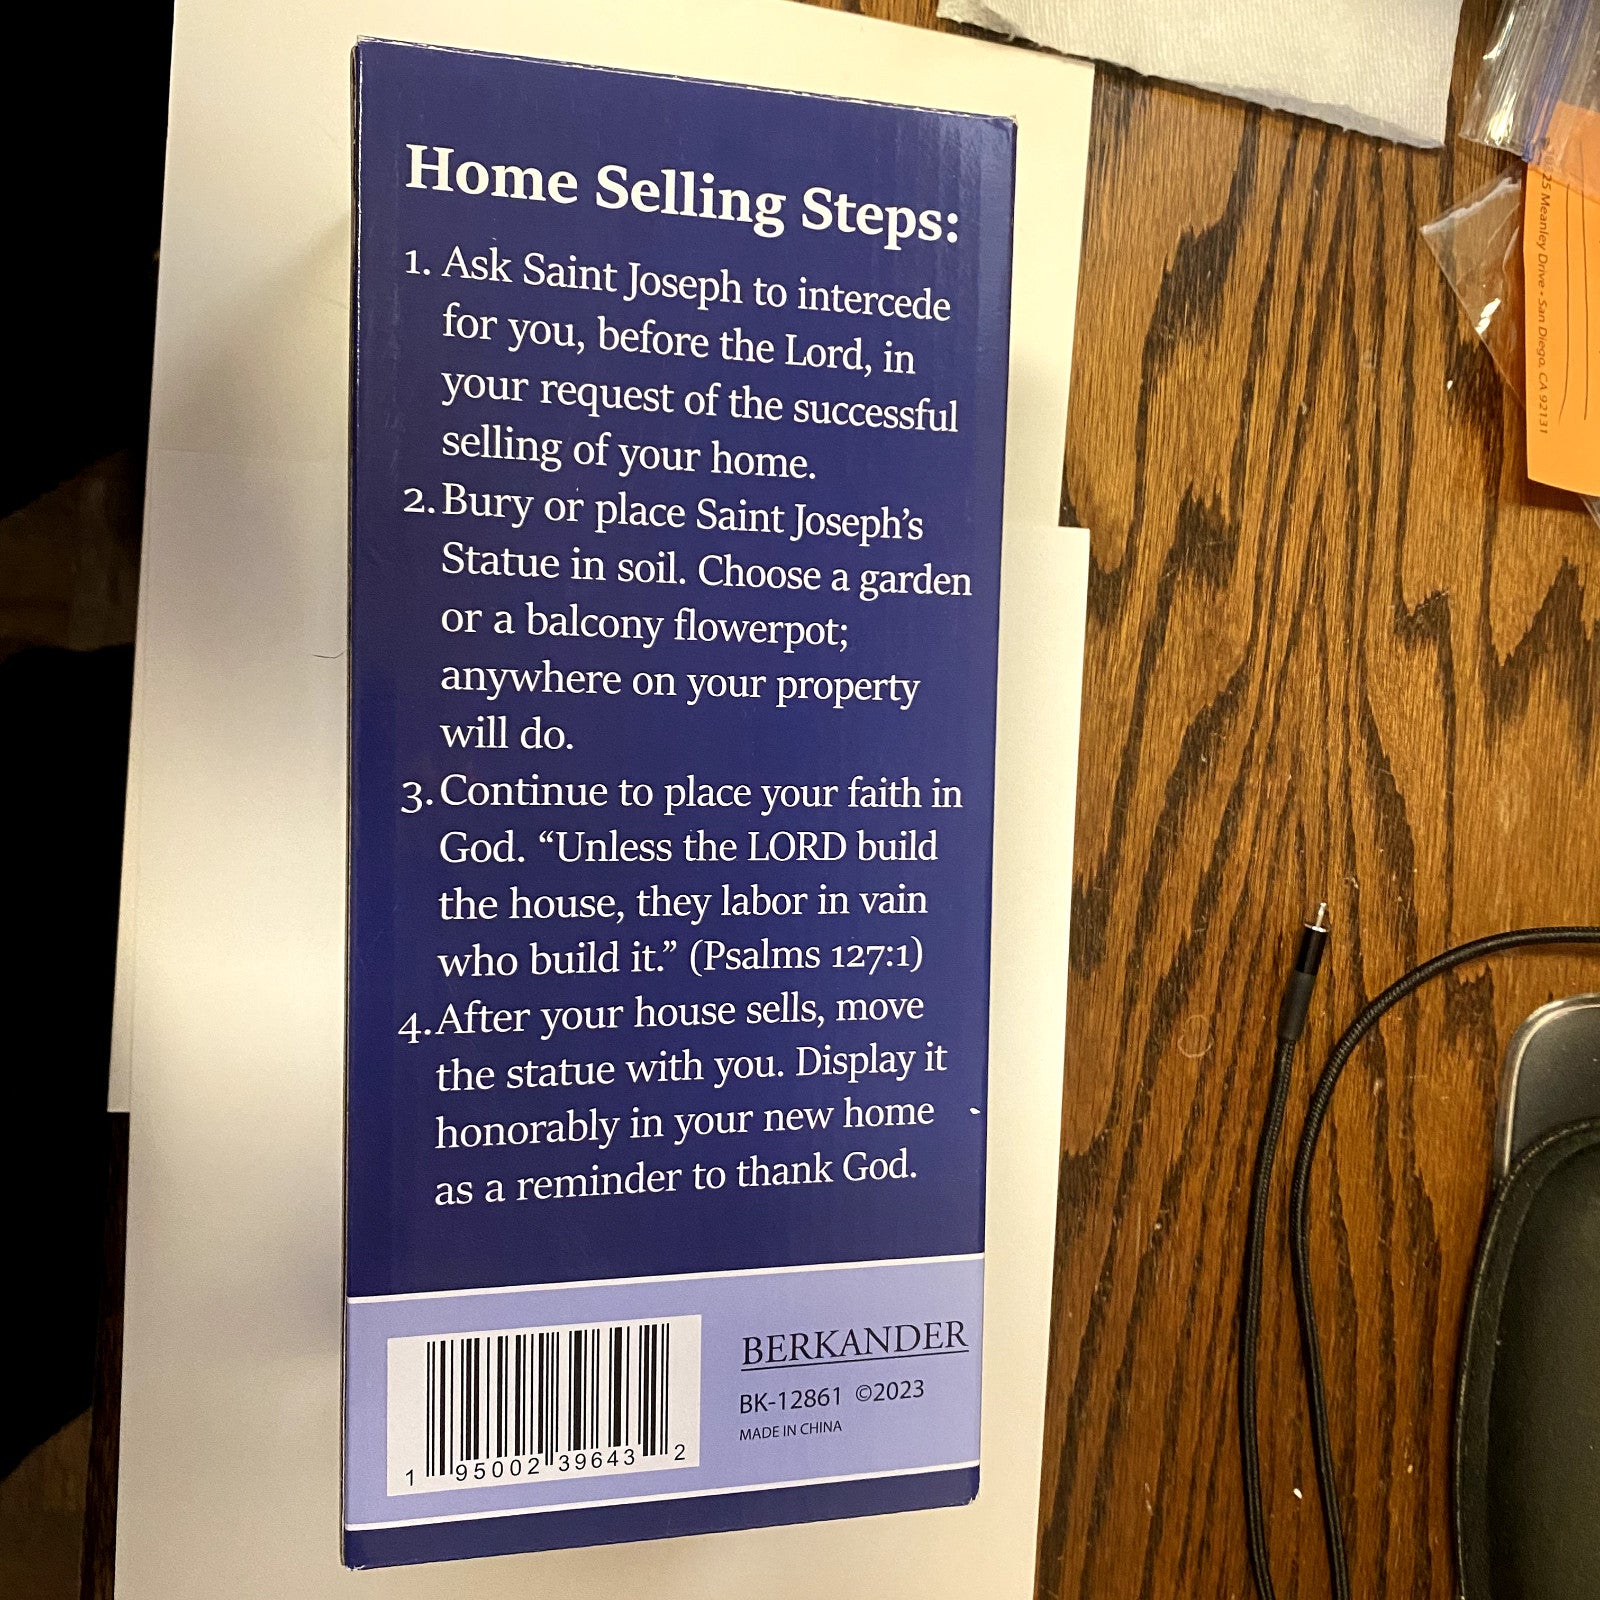 Home Selling Steps:
1. Ask Saint Joseph to intercede
for you, before the Lord, in
your request of the successful
selling of your home.
2. Bury or place Saint Joseph's
Statue in soil. Choose a garden
or a balcony flowerpot;
anywhere on your property
will do.
3. Continue to place your faith in
God. “Unless the LORD build
the house, they labor in vain
who build it.” (Psalms 127:1)
4. After your house sells, move
the statue with you. Display it
honorably in your new home
as a reminder to thank God.
BERKANDER
BK-12861 ©2023
MADE IN CHINA
1 95002 39643 2
25 Meanley Drive • San Diego, CA 92131